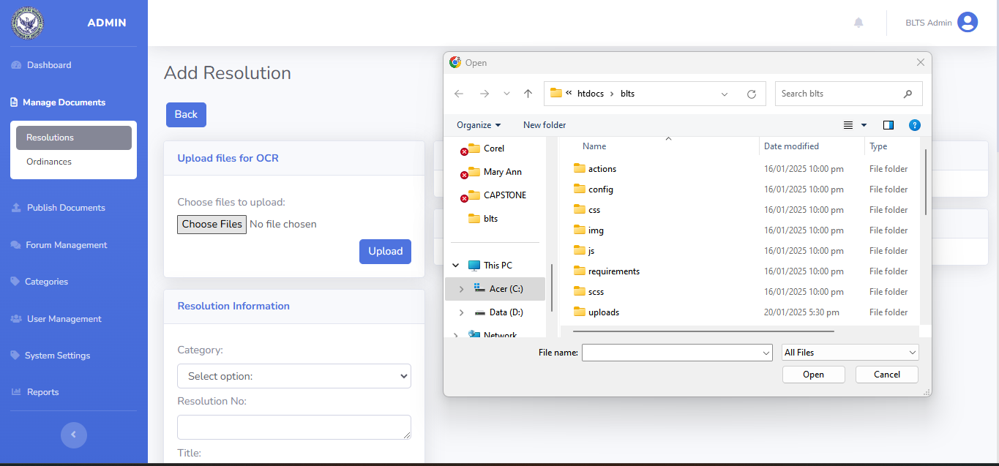 ADMIN
Dashboard
Manage Documents
Resolutions
Ordinances
Publish Documents
Forum Management
Categories
User Management
System Settings
Reports
BLTS Admin
Add Resolution
Back
Upload files for OCR
Choose files to upload:
Choose Files No file chosen
Upload
Resolution Information
Category:
Select option:
Resolution No:
Title:
Open
« htdocs › blts
Search blts
Organize New folder
Corel
Mary Ann
CAPSTONE
blts
This PC
Acer (C:)
Data (D:)
Network
Name Date modified Type
actions 16/01/2025 10:00 pm File folder
config 16/01/2025 10:00 pm File folder
css 16/01/2025 10:00 pm File folder
img 16/01/2025 10:00 pm File folder
js 16/01/2025 10:00 pm File folder
requirements 16/01/2025 10:00 pm File folder
scss 16/01/2025 10:00 pm File folder
uploads 20/01/2025 5:30 pm File folder
File name: All Files
Open Cancel